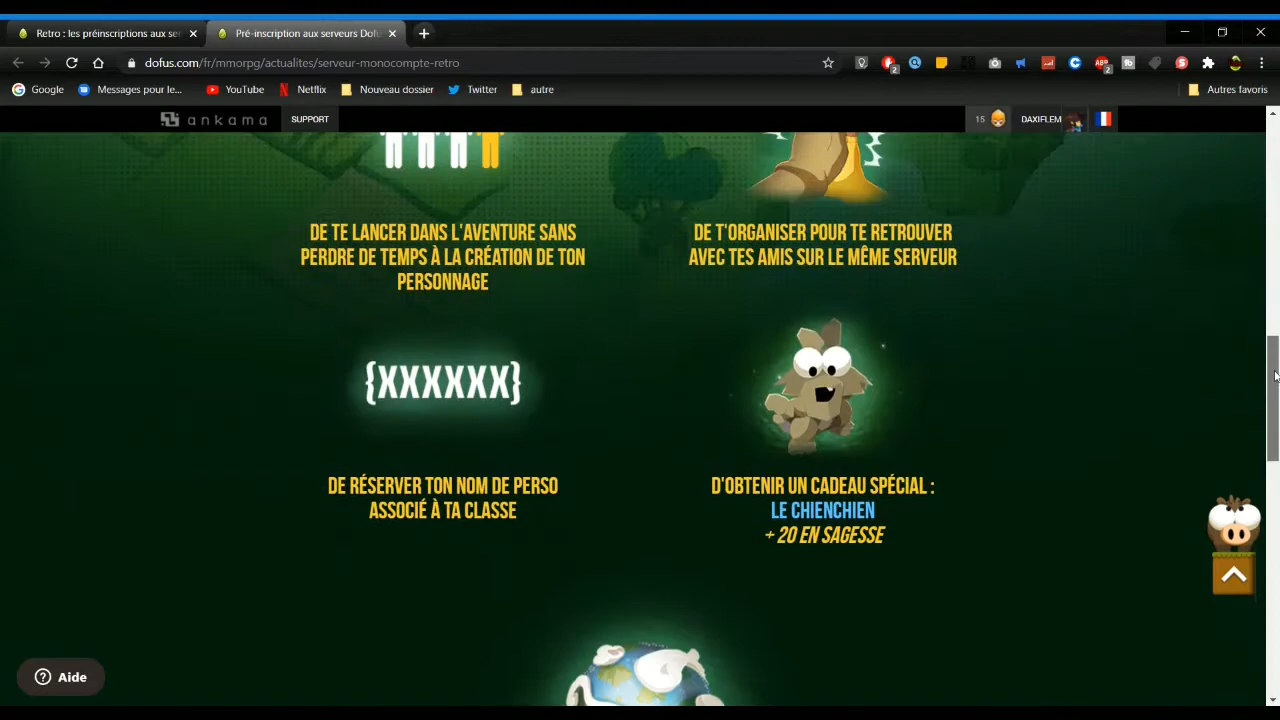 Retro : les préinscriptions aux ser
Pré-inscription aux serveurs Dofu
dofus.com/fr/mmorpg/actualites/serveur-monocompte-retro
2
2
Google
Messages pour le...
YouTube
Netflix
Nouveau dossier
Twitter
autre
Autres favoris
ankama
SUPPORT
15
DAXIFLEM
DE TE LANCER DANS L'AVENTURE SANS
PERDRE DE TEMPS À LA CRÉATION DE TON
PERSONNAGE
DE T'ORGANISER POUR TE RETROUVER
AVEC TES AMIS SUR LE MÊME SERVEUR
{XXXXXX}
DE RÉSERVER TON NOM DE PERSO
ASSOCIÉ À TA CLASSE
D'OBTENIR UN CADEAU SPÉCIAL :
LE CHIENCHIEN
+ 20 EN SAGESSE
Aide